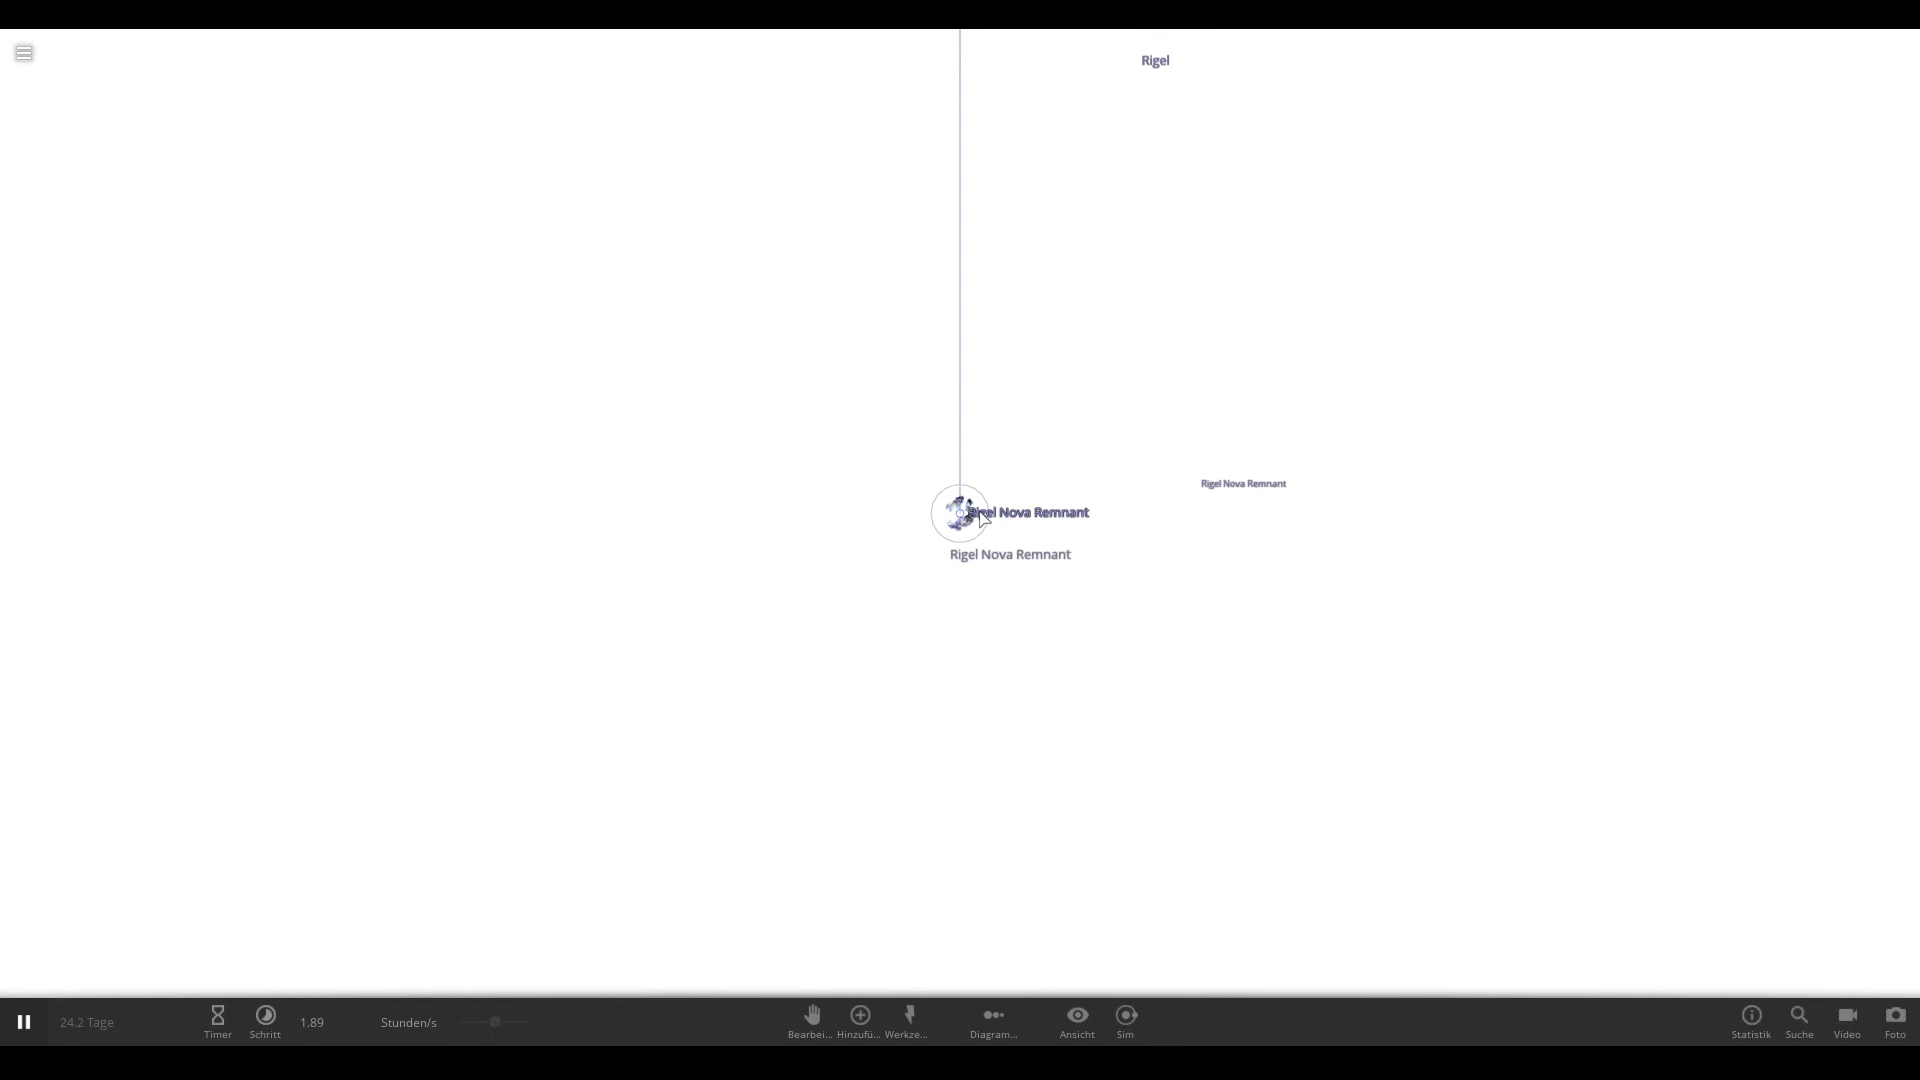 Rigel
Rigel Nova Remnant
Rigel Nova Remnant
Rigel Nova Remnant
24.2 Tage
Timer
Schritt
1.89
Stunden/s
Bearbei...
Hinzufü...
Werkze...
Diagram...
Ansicht
Sim
Statistik
Suche
Video
Foto